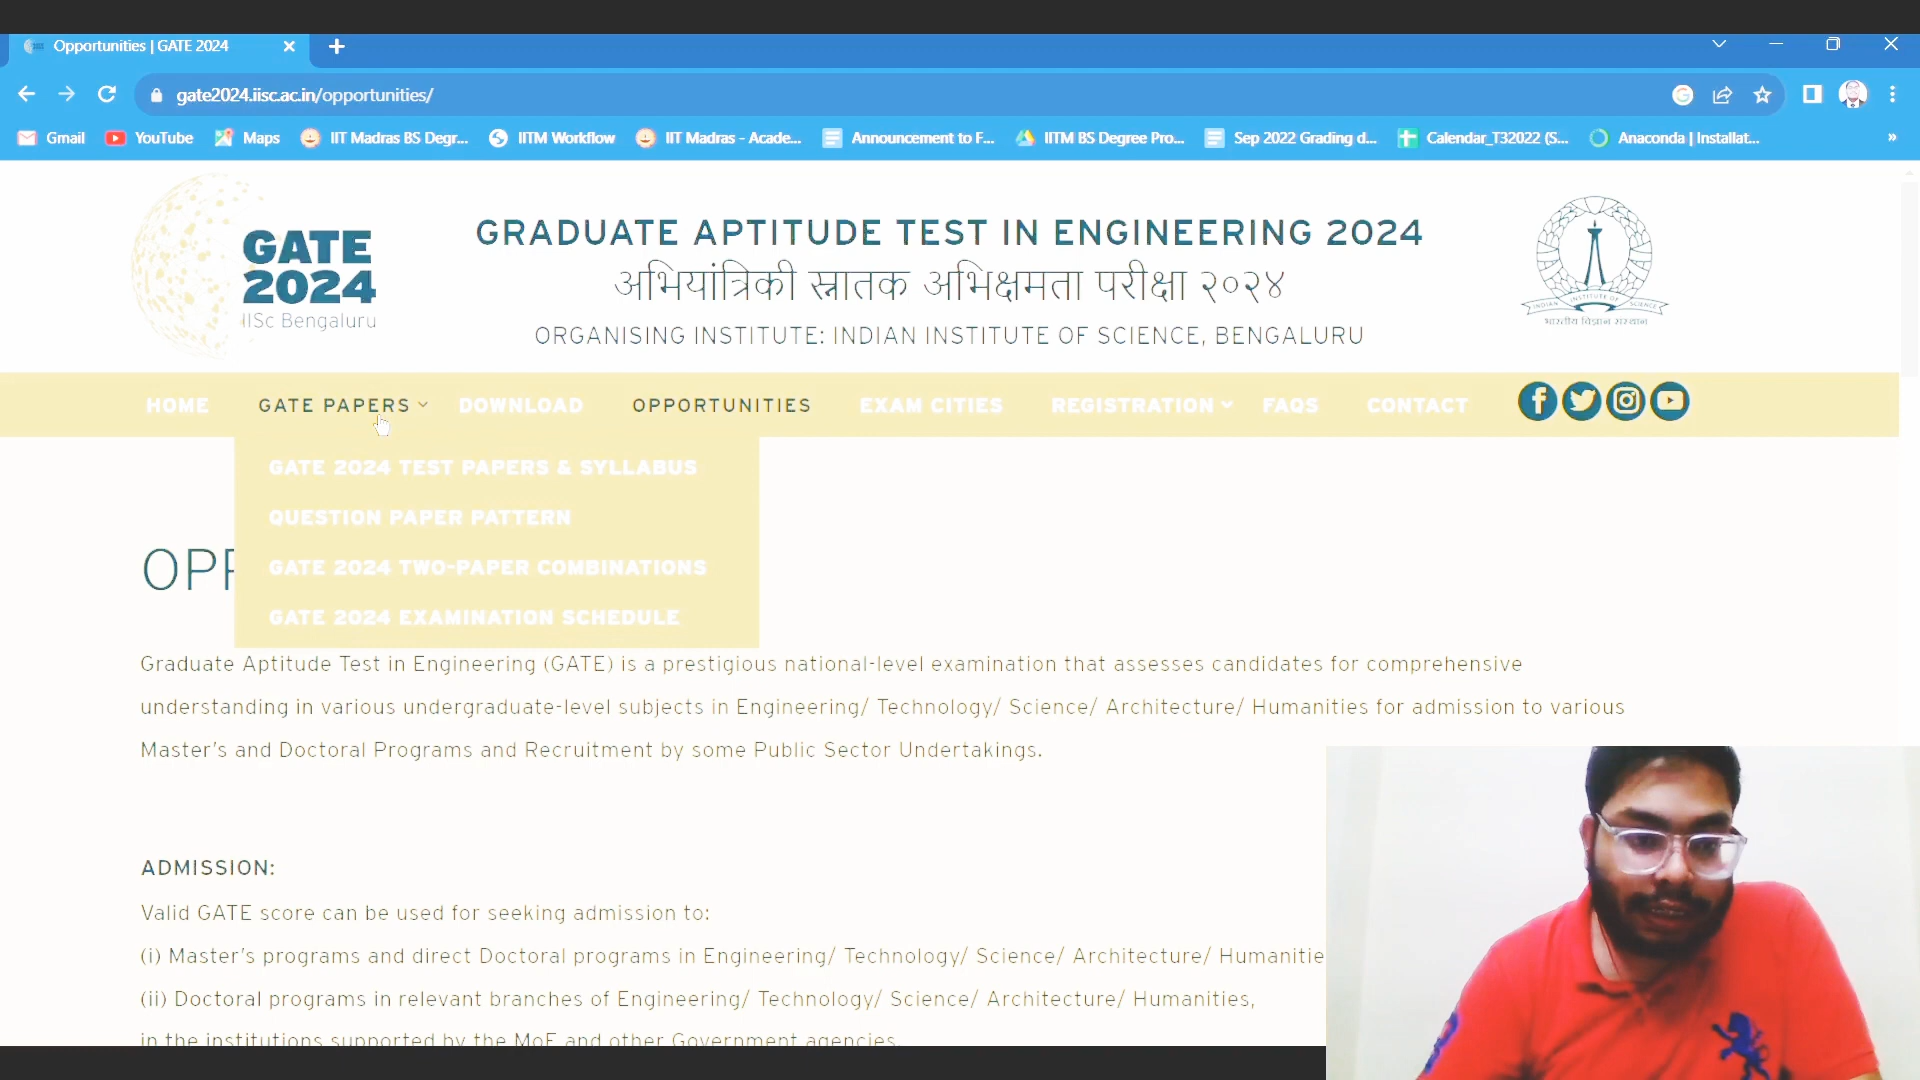 Opportunities | GATE 2024
gate2024.iisc.ac.in/opportunities/
Gmail YouTube Maps IIT Madras BS Degr... IITM Workflow IIT Madras - Acade... Announcement to F... IITM BS Degree Pro... Sep 2022 Grading d... Calendar_T32022 (S... Anaconda | Installat... »
GATE
2024
IISc Bengaluru
GRADUATE APTITUDE TEST IN ENGINEERING 2024
अभियांत्रिकी स्नातक अभिक्षमता परीक्षा २०२४
ORGANISING INSTITUTE: INDIAN INSTITUTE OF SCIENCE, BENGALURU
INDIAN INSTITUTE OF SCIENCE
भारतीय विज्ञान संस्थान
HOME GATE PAPERS DOWNLOAD OPPORTUNITIES EXAM CITIES REGISTRATION FAQS CONTACT
GATE 2024 TEST PAPERS & SYLLABUS
QUESTION PAPER PATTERN
GATE 2024 TWO-PAPER COMBINATIONS
GATE 2024 EXAMINATION SCHEDULE
OPP
Graduate Aptitude Test in Engineering (GATE) is a prestigious national-level examination that assesses candidates for comprehensive
understanding in various undergraduate-level subjects in Engineering/ Technology/ Science/ Architecture/ Humanities for admission to various
Master's and Doctoral Programs and Recruitment by some Public Sector Undertakings.
ADMISSION:
Valid GATE score can be used for seeking admission to:
(i) Master's programs and direct Doctoral programs in Engineering/ Technology/ Science/ Architecture/ Humanitie
(ii) Doctoral programs in relevant branches of Engineering/ Technology/ Science/ Architecture/ Humanities,
in the institutions supported by the MoE and other Government agencies.